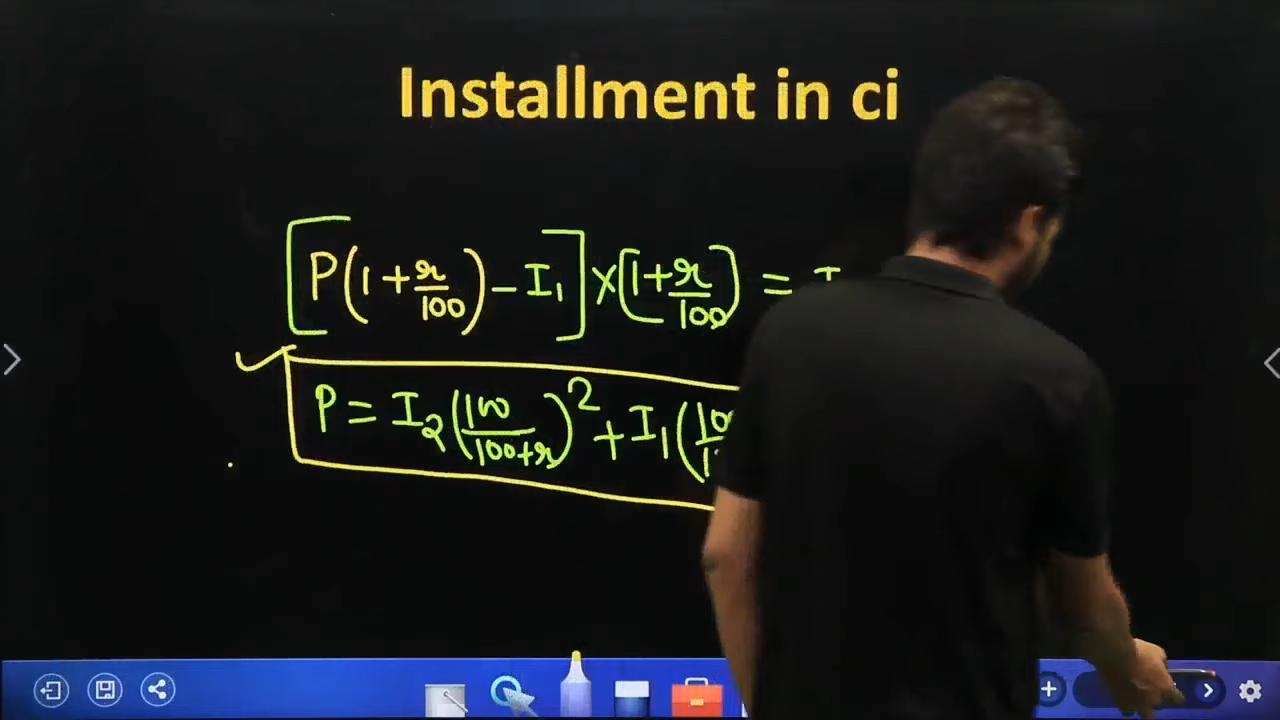 Installment in ci
[P(1+r/100)-I₁]×(1+r/100) =
P = I₂(100/100+r)² + I₁(